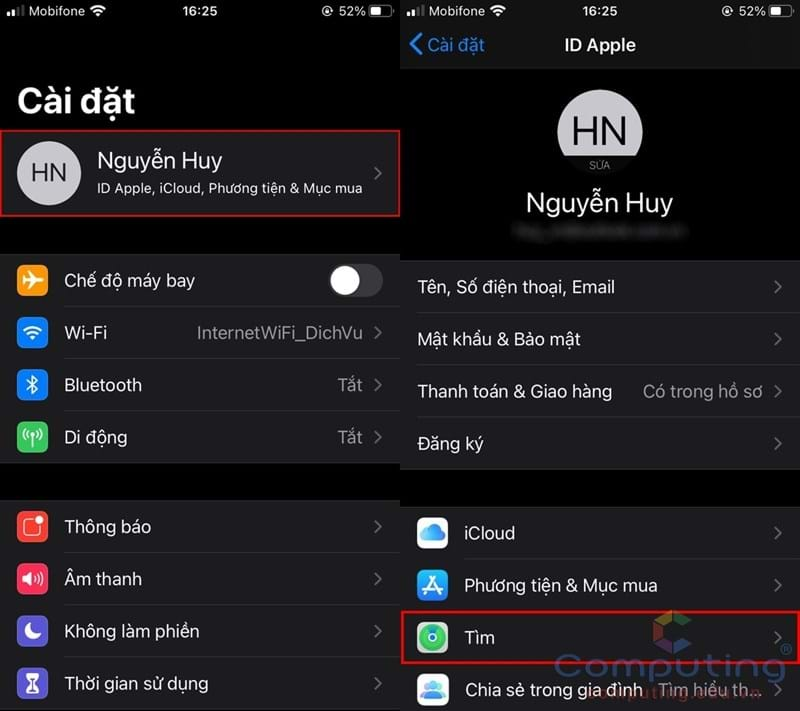 Mobifone 16:25 52%
Cài đặt
HN
Nguyễn Huy
ID Apple, iCloud, Phương tiện & Mục mua
Chế độ máy bay
Wi-Fi InternetWiFi_DichVu
Bluetooth Tắt
Di động Tắt
Thông báo
Âm thanh
Không làm phiền
Thời gian sử dụng
Mobifone 16:25 52%
Cài đặt ID Apple
HN
SỬA
Nguyễn Huy
Tên, Số điện thoại, Email
Mật khẩu & Bảo mật
Thanh toán & Giao hàng Có trong hồ sơ
Đăng ký
iCloud
Phương tiện & Mục mua
Tìm
Computing®
Chia sẻ trong gia đình Tìm hiểu th...
computing.edu.vn